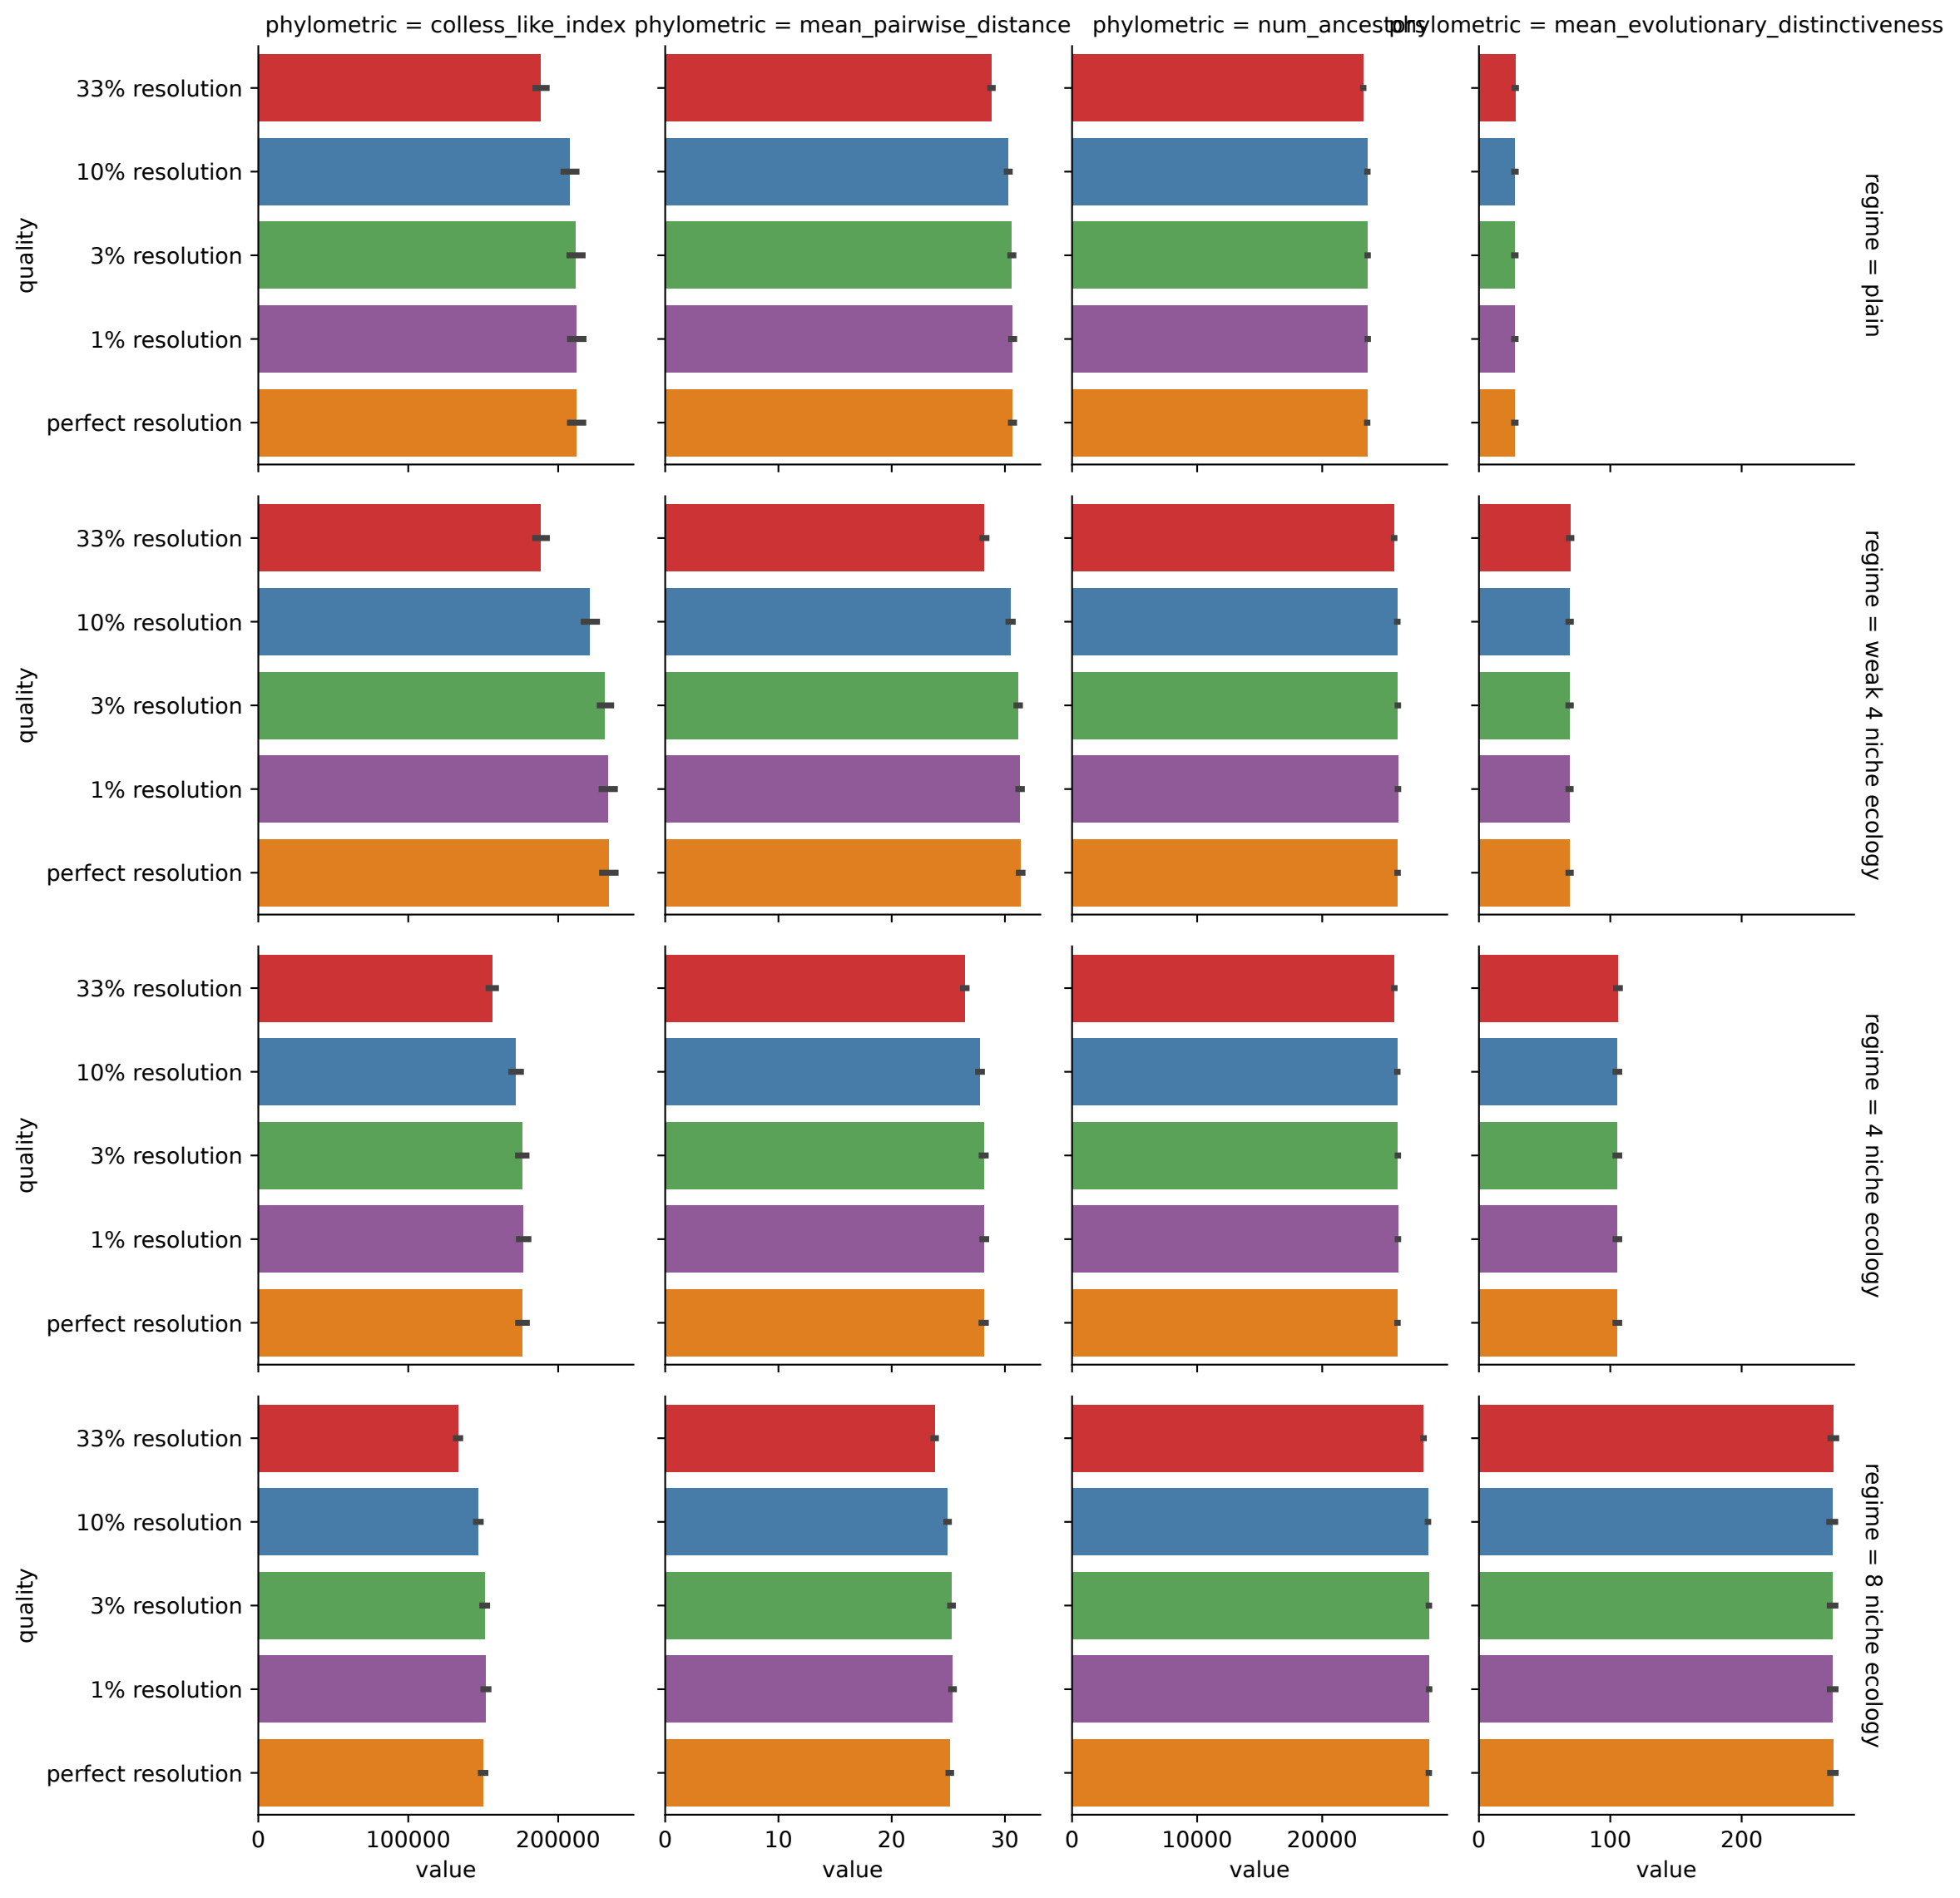 phylometric = colless_like_index
phylometric = mean_pairwise_distance
phylometric = num_ancestors
phylometric = mean_evolutionary_distinctiveness
quality
33% resolution
10% resolution
3% resolution
1% resolution
perfect resolution
regime = plain
quality
33% resolution
10% resolution
3% resolution
1% resolution
perfect resolution
regime = weak 4 niche ecology
quality
33% resolution
10% resolution
3% resolution
1% resolution
perfect resolution
regime = 4 niche ecology
quality
33% resolution
10% resolution
3% resolution
1% resolution
perfect resolution
regime = 8 niche ecology
0 100000 200000
0 10 20 30
0 10000 20000
0 100 200
value
value
value
value